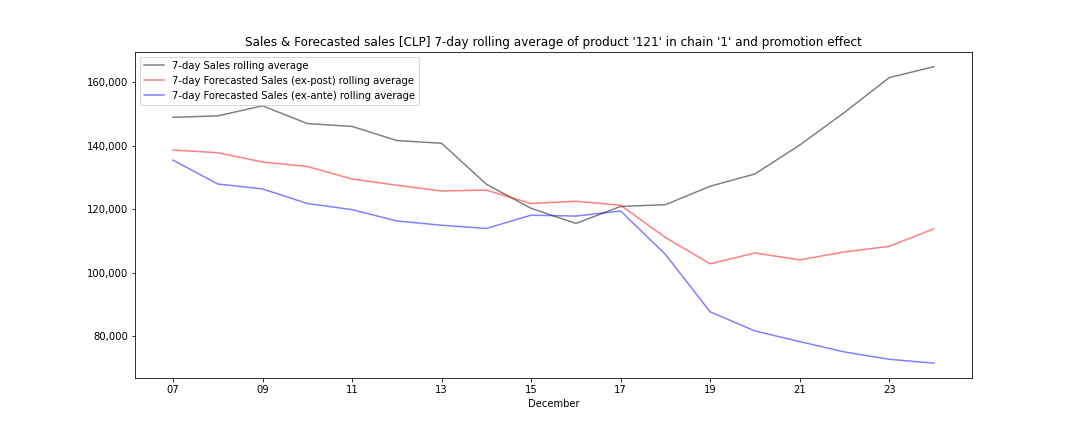 Sales & Forecasted sales [CLP] 7-day rolling average of product '121' in chain '1' and promotion effect
7-day Sales rolling average
7-day Forecasted Sales (ex-post) rolling average
7-day Forecasted Sales (ex-ante) rolling average
160,000
140,000
120,000
100,000
80,000
07 09 11 13 15 17 19 21 23
December